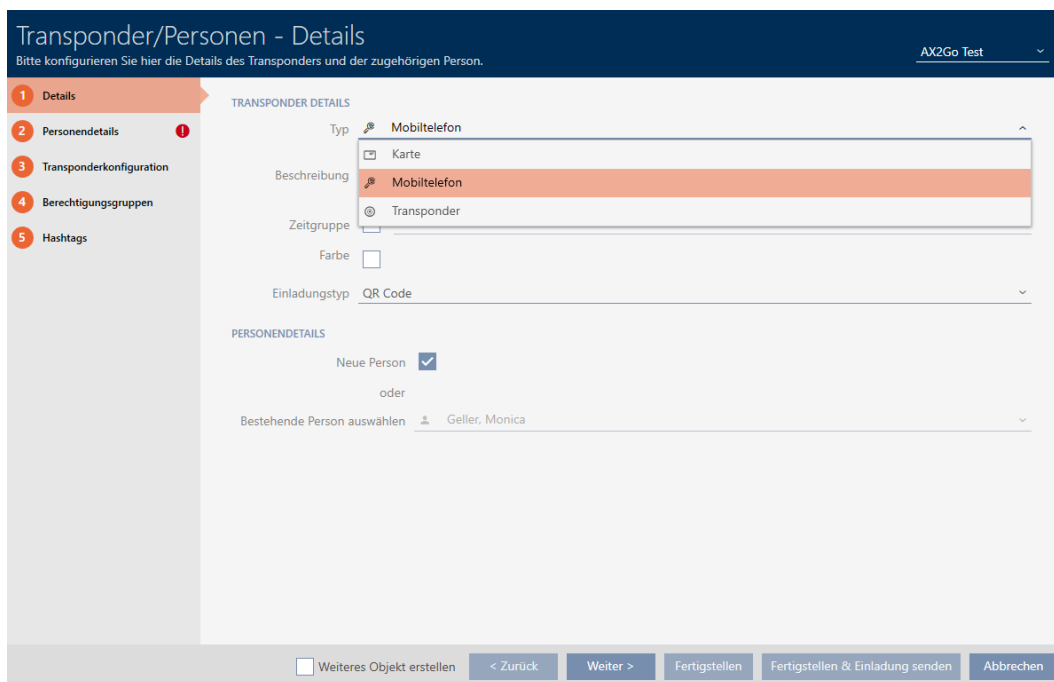 Transponder/Personen - Details
Bitte konfigurieren Sie hier die Details des Transponders und der zugehörigen Person.
AX2Go Test
1 Details
2 Personendetails
3 Transponderkonfiguration
4 Berechtigungsgruppen
5 Hashtags
TRANSPONDER DETAILS
Typ Mobiltelefon
Karte
Beschreibung
Mobiltelefon
Transponder
Zeitgruppe
Farbe
Einladungstyp QR Code
PERSONENDETAILS
Neue Person
oder
Bestehende Person auswählen Geller, Monica
Weiteres Objekt erstellen < Zurück Weiter > Fertigstellen Fertigstellen & Einladung senden Abbrechen